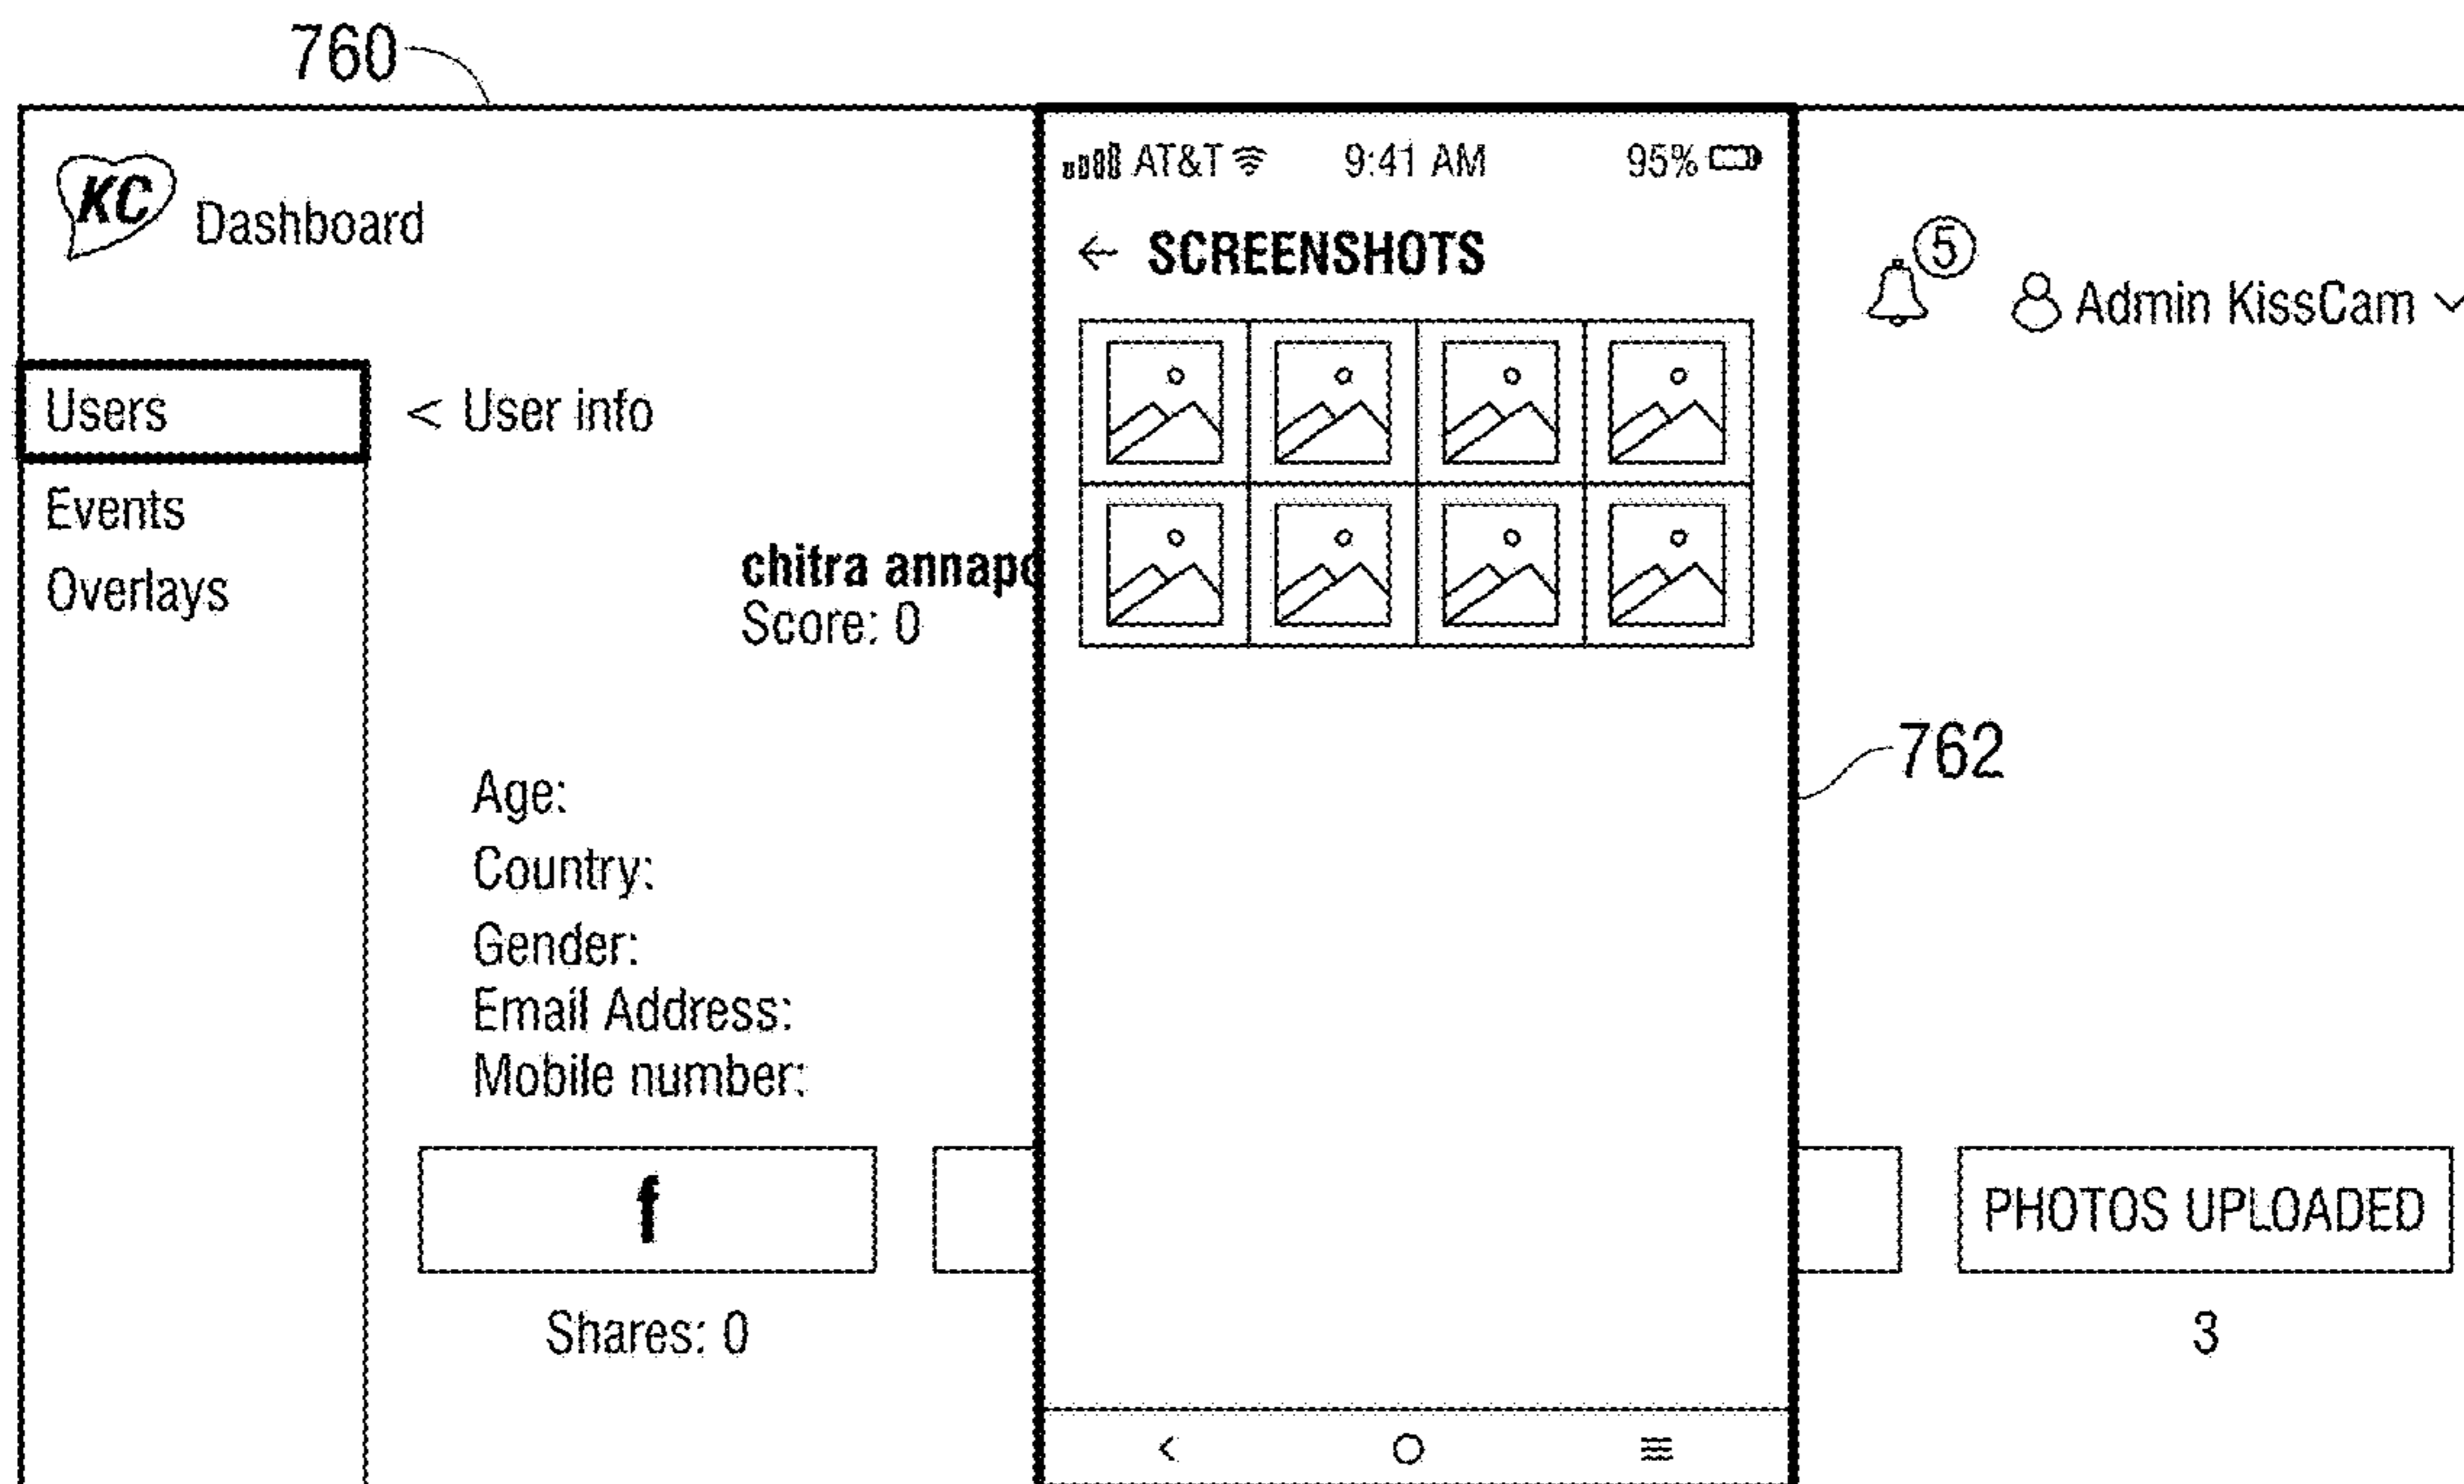 760
KC Dashboard
AT&T 9:41 AM 95%
← SCREENSHOTS
5
Admin KissCam
Users
Events
Overlays
< User info
chitra
Score: 0
762
Age:
Country:
Gender:
Email Address:
Mobile number:
f
Shares: 0
PHOTOS UPLOADED
3